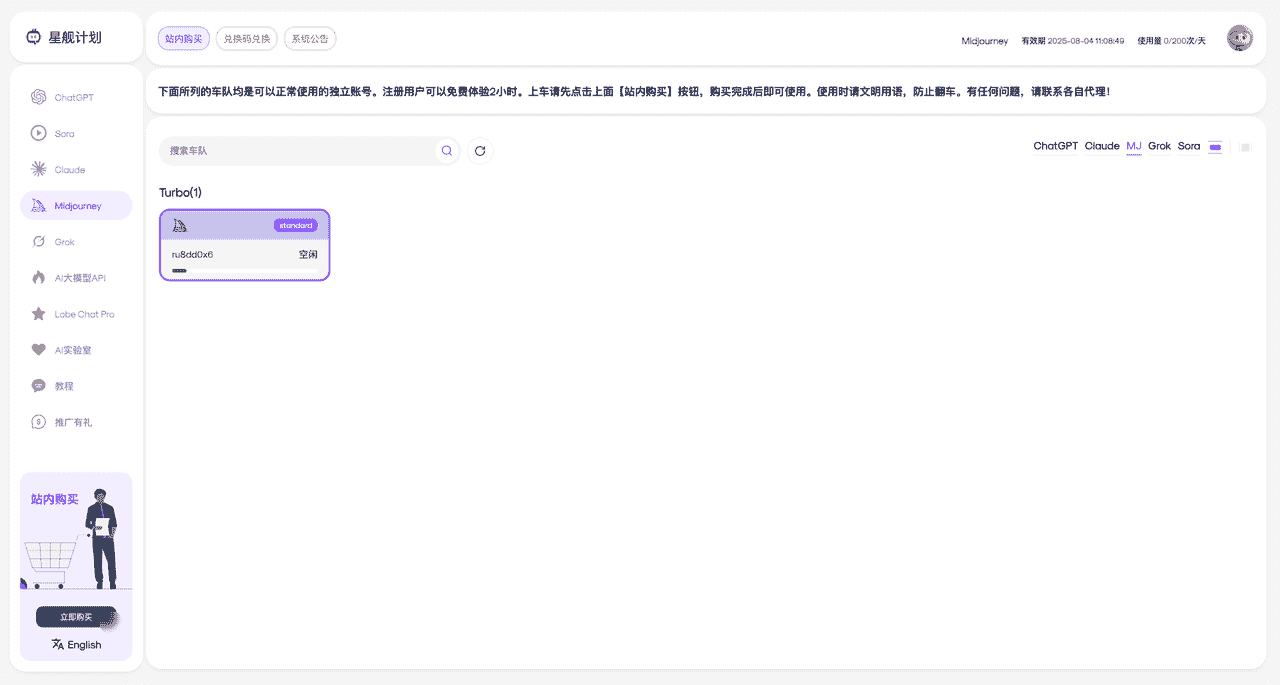 星舰计划
站内购买
兑换码兑换
系统公告
Midjourney 有效期 2025-08-04 11:08:49 使用量 0/200次/天
下面所列的车队均是可以正常使用的独立账号。注册用户可以免费体验2小时。上车请先点击上面【站内购买】按钮，购买完成后即可使用。使用时请文明用语，防止翻车。有任何问题，请联系各自代理！
ChatGPT
Sora
Claude
Midjourney
Grok
AI大模型API
Lobe Chat Pro
AI实验室
教程
推广有礼
站内购买
立即购买
English
搜索车队
ChatGPT Claude MJ Grok Sora
Turbo(1)
standard
ru8dd0x6 空闲